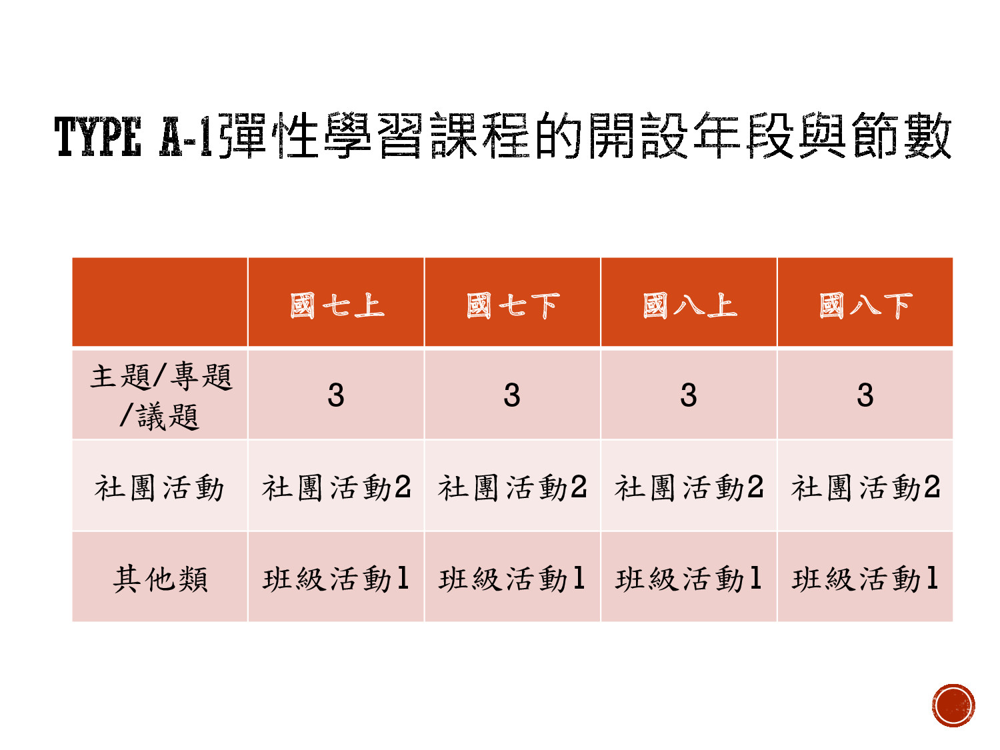 TYPE A-1彈性學習課程的開設年段與節數
國七上 國七下 國八上 國八下
主題/專題
/議題 3 3 3 3
社團活動 社團活動2 社團活動2 社團活動2 社團活動2
其他類 班級活動1 班級活動1 班級活動1 班級活動1